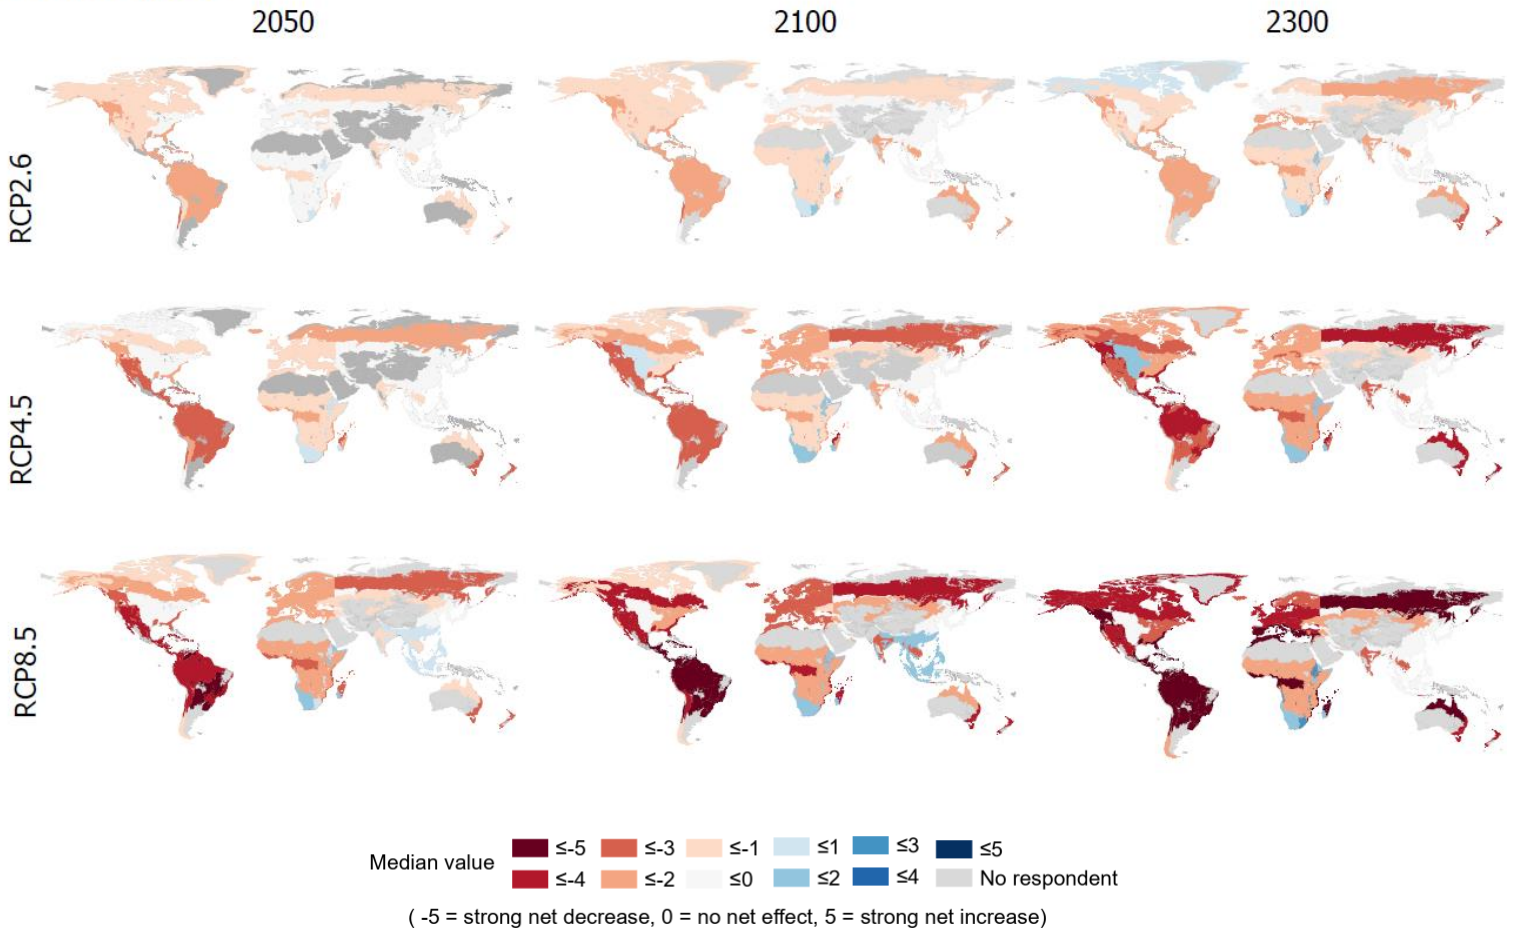 2050 2100 2300
RCP2.6
RCP4.5
RCP8.5
Median value
≤-5 ≤-3 ≤-1 ≤1 ≤3 ≤5
≤-4 ≤-2 ≤0 ≤2 ≤4 No respondent
( -5 = strong net decrease, 0 = no net effect, 5 = strong net increase)